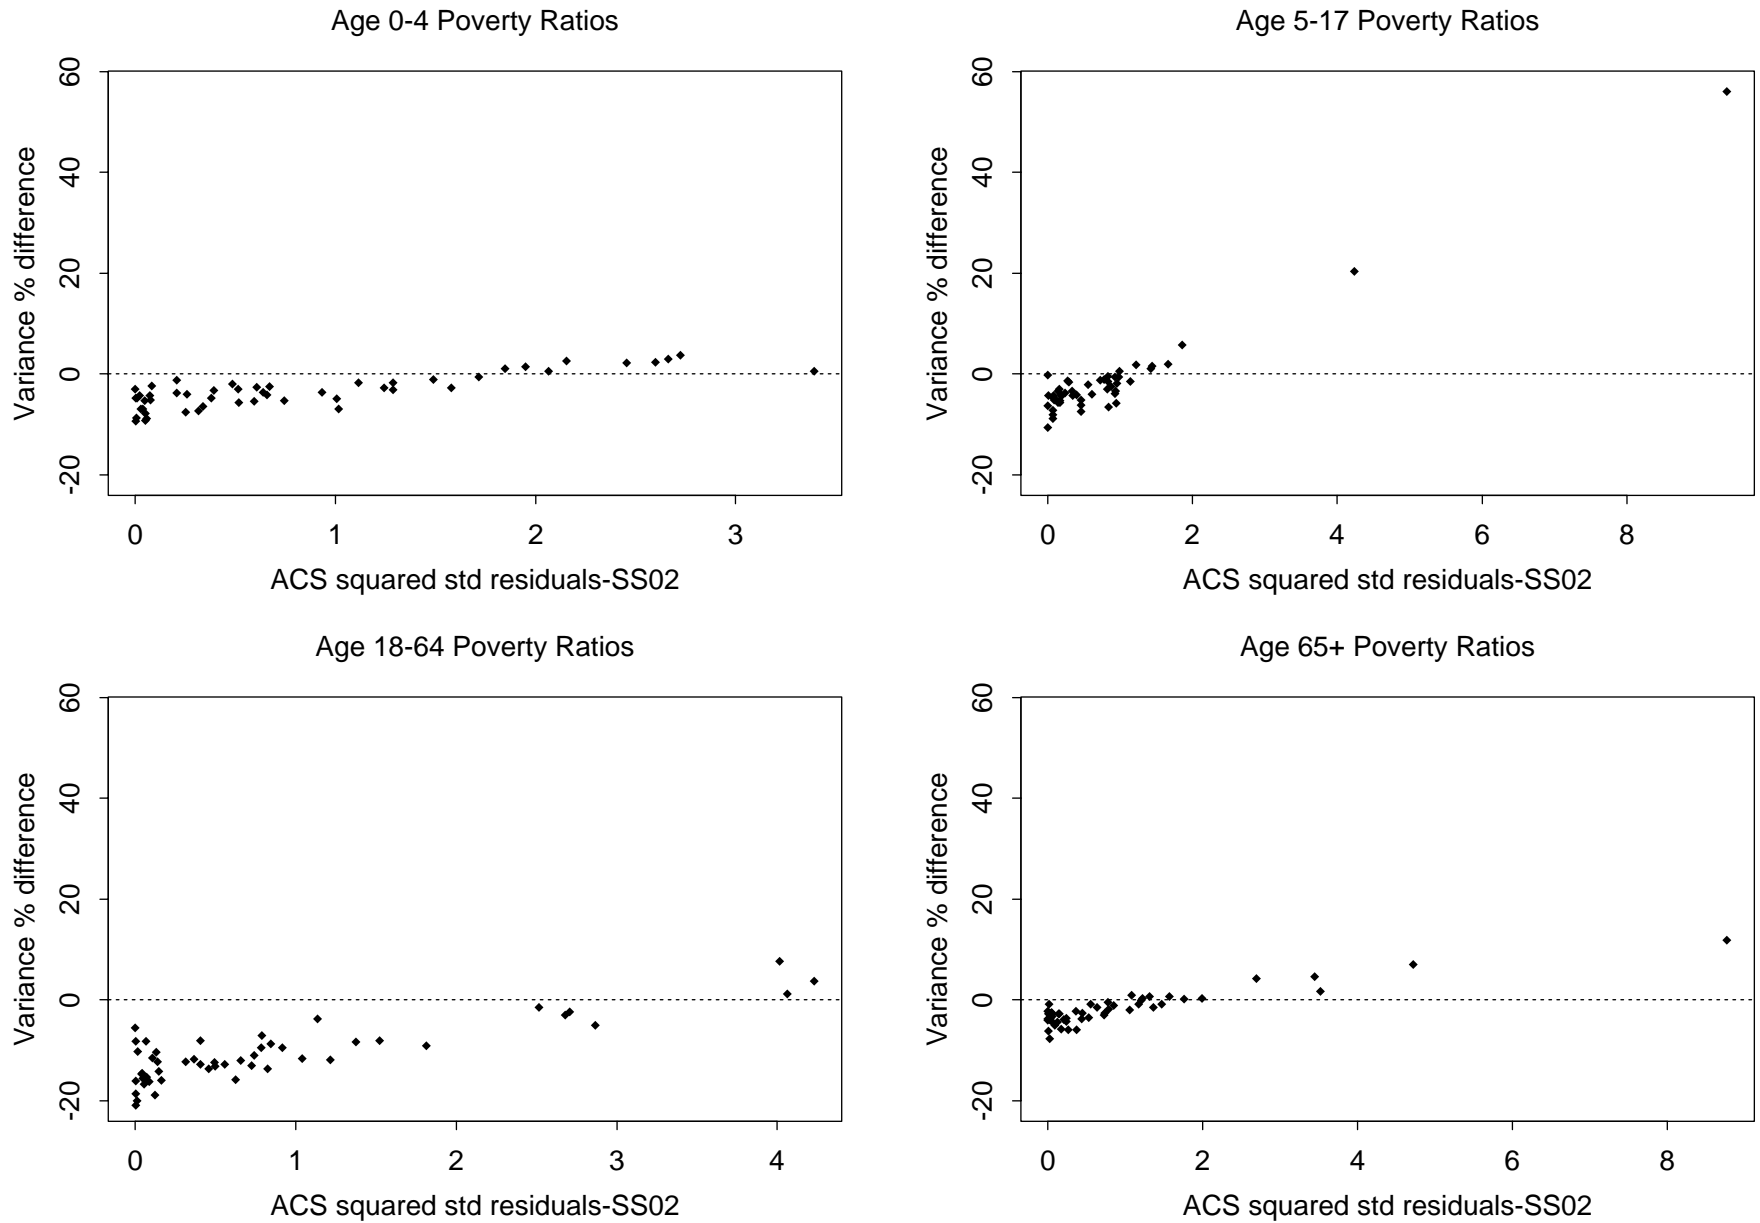 Age 0-4 Poverty Ratios
Variance % difference
60
40
20
0
-20
0 1 2 3
ACS squared std residuals-SS02
Age 5-17 Poverty Ratios
Variance % difference
60
40
20
0
-20
0 2 4 6 8
ACS squared std residuals-SS02
Age 18-64 Poverty Ratios
Variance % difference
60
40
20
0
-20
0 1 2 3 4
ACS squared std residuals-SS02
Age 65+ Poverty Ratios
Variance % difference
60
40
20
0
-20
0 2 4 6 8
ACS squared std residuals-SS02